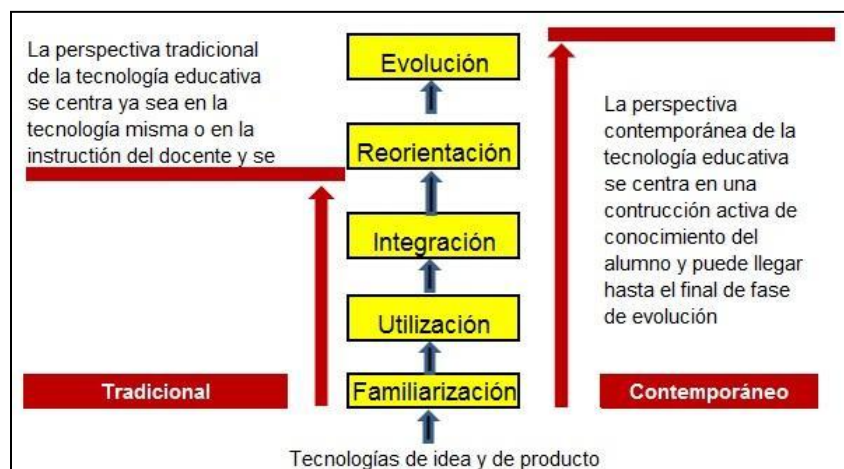 La perspectiva tradicional
de la tecnología educativa
se centra ya sea en la
tecnología misma o en la
instrutión del docente y se
Evolución
Reorientación
Integración
Utilización
Familiarización
Tecnologías de idea y de producto
La perspectiva
contemporánea de la
tecnología educativa
se centra en una
contrucción activa de
conocimiento del
alumno y puede llegar
hasta el final de fase
de evolución
Tradicional
Contemporáneo